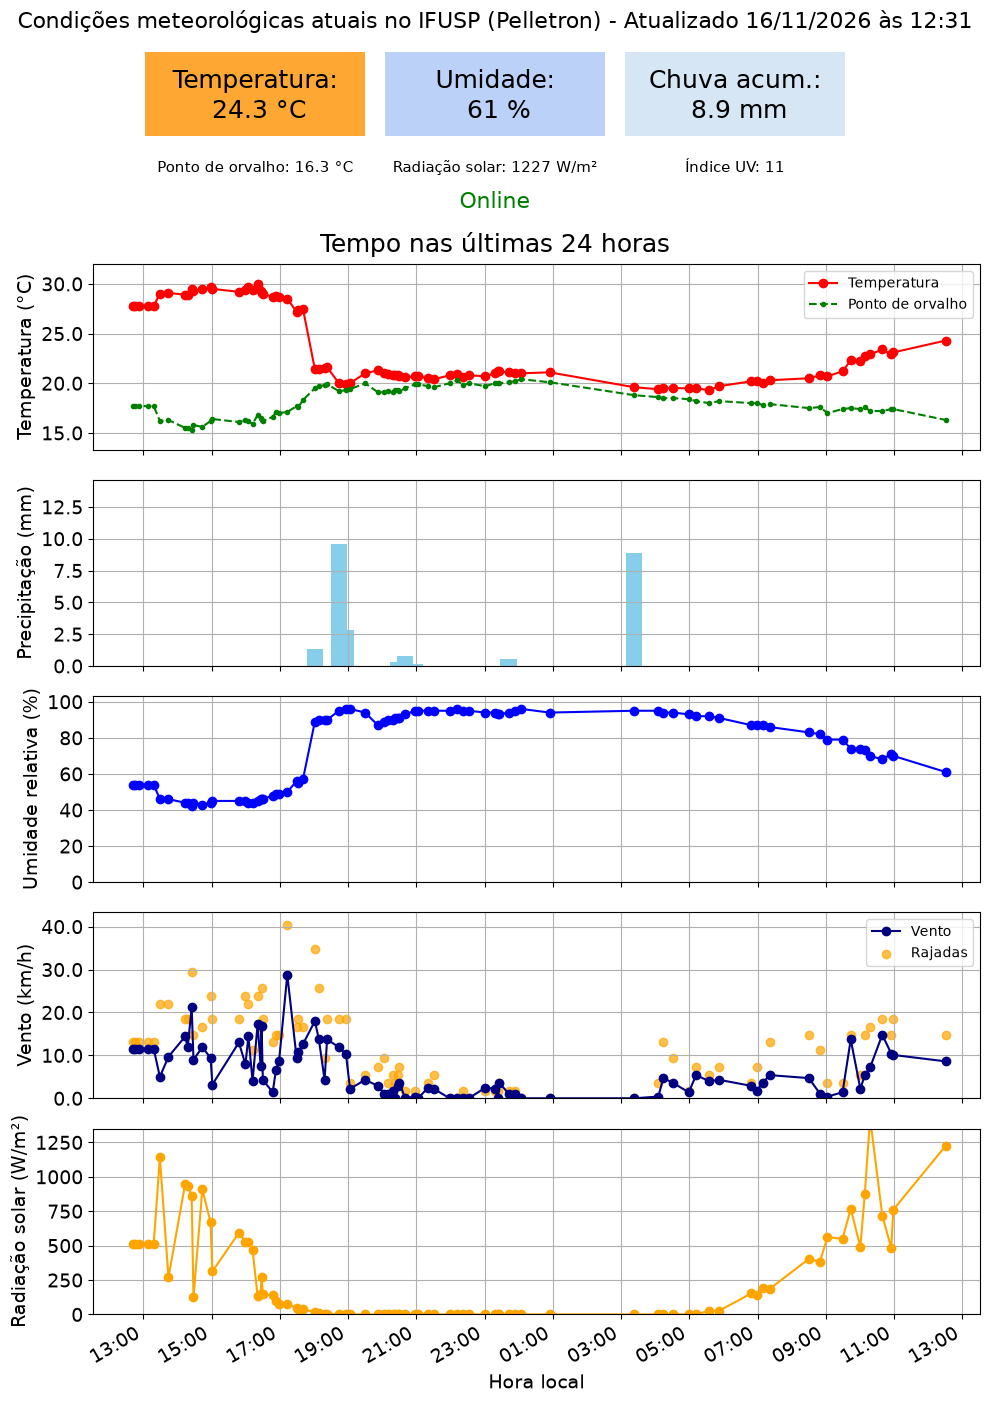 Condições meteorológicas atuais no IFUSP (Pelletron) - Atualizado 16/11/2026 às 12:31
Temperatura:
24.3 °C
Umidade:
61 %
Chuva acum.:
8.9 mm
Ponto de orvalho: 16.3 °C
Radiação solar: 1227 W/m²
Índice UV: 11
Online
Tempo nas últimas 24 horas
Temperatura (°C)
30.0
25.0
20.0
15.0
Temperatura
Ponto de orvalho
Precipitação (mm)
12.5
10.0
7.5
5.0
2.5
0.0
Umidade relativa (%)
100
80
60
40
20
0
Vento (km/h)
40.0
30.0
20.0
10.0
0.0
Vento
Rajadas
Radiação solar (W/m²)
1250
1000
750
500
250
0
13:00
15:00
17:00
19:00
21:00
23:00
01:00
03:00
05:00
07:00
09:00
11:00
13:00
Hora local